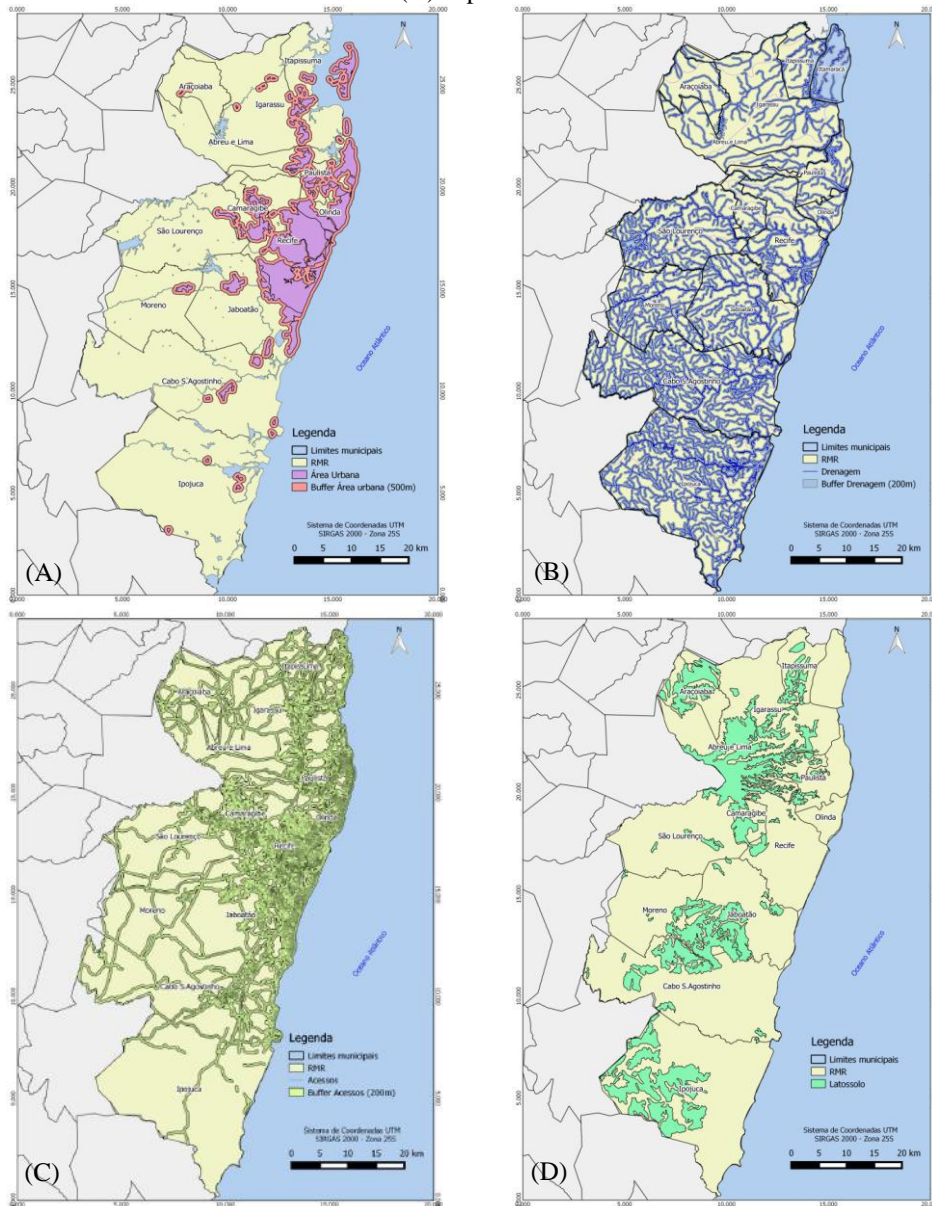 N
Itapissuma
Araçoiaba
Igarassu
Abreu e Lima
Paulista
Camaragibe
Olinda
São Lourenço
Recife
Moreno
Jaboatão
Oceano Atlântico
Cabo S.Agostinho
Ipojuca
Legenda
Limites municipais
RMR
Área Urbana
Buffer Área urbana (500m)
Sistema de Coordenadas UTM
SIRGAS 2000 - Zona 25S
0 5 10 15 20 km
(A)
N
Itapissuma
Itamaracá
Araçoiaba
Igarassu
Abreu e Lima
Paulista
Camaragibe
Olinda
São Lourenço
Recife
Moreno
Jaboatão
Oceano Atlântico
Cabo S.Agostinho
Ipojuca
Legenda
Limites municipais
RMR
Drenagem
Buffer Drenagem (200m)
Sistema de Coordenadas UTM
SIRGAS 2000 - Zona 25S
0 5 10 15 20 km
(B)
N
Itapissuma
Araçoiaba
Igarassu
Abreu e Lima
Paulista
Camaragibe
Olinda
São Lourenço
Recife
Moreno
Jaboatão
Oceano Atlântico
Cabo S.Agostinho
Ipojuca
Legenda
Limites municipais
RMR
Acessos
Buffer Acessos (200m)
Sistema de Coordenadas UTM
SIRGAS 2000 - Zona 25S
0 5 10 15 20 km
(C)
N
Itapissuma
Araçoiaba
Igarassu
Abreu e Lima
Paulista
Camaragibe
Olinda
São Lourenço
Recife
Moreno
Jaboatão
Oceano Atlântico
Cabo S.Agostinho
Ipojuca
Legenda
Limites municipais
RMR
Latossolo
Sistema de Coordenadas UTM
SIRGAS 2000 - Zona 25S
0 5 10 15 20 km
(D)